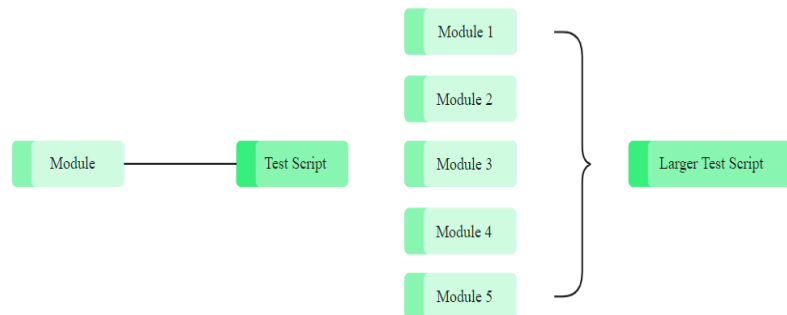 Module
Test Script
Module 1
Module 2
Module 3
Module 4
Module 5
Larger Test Script